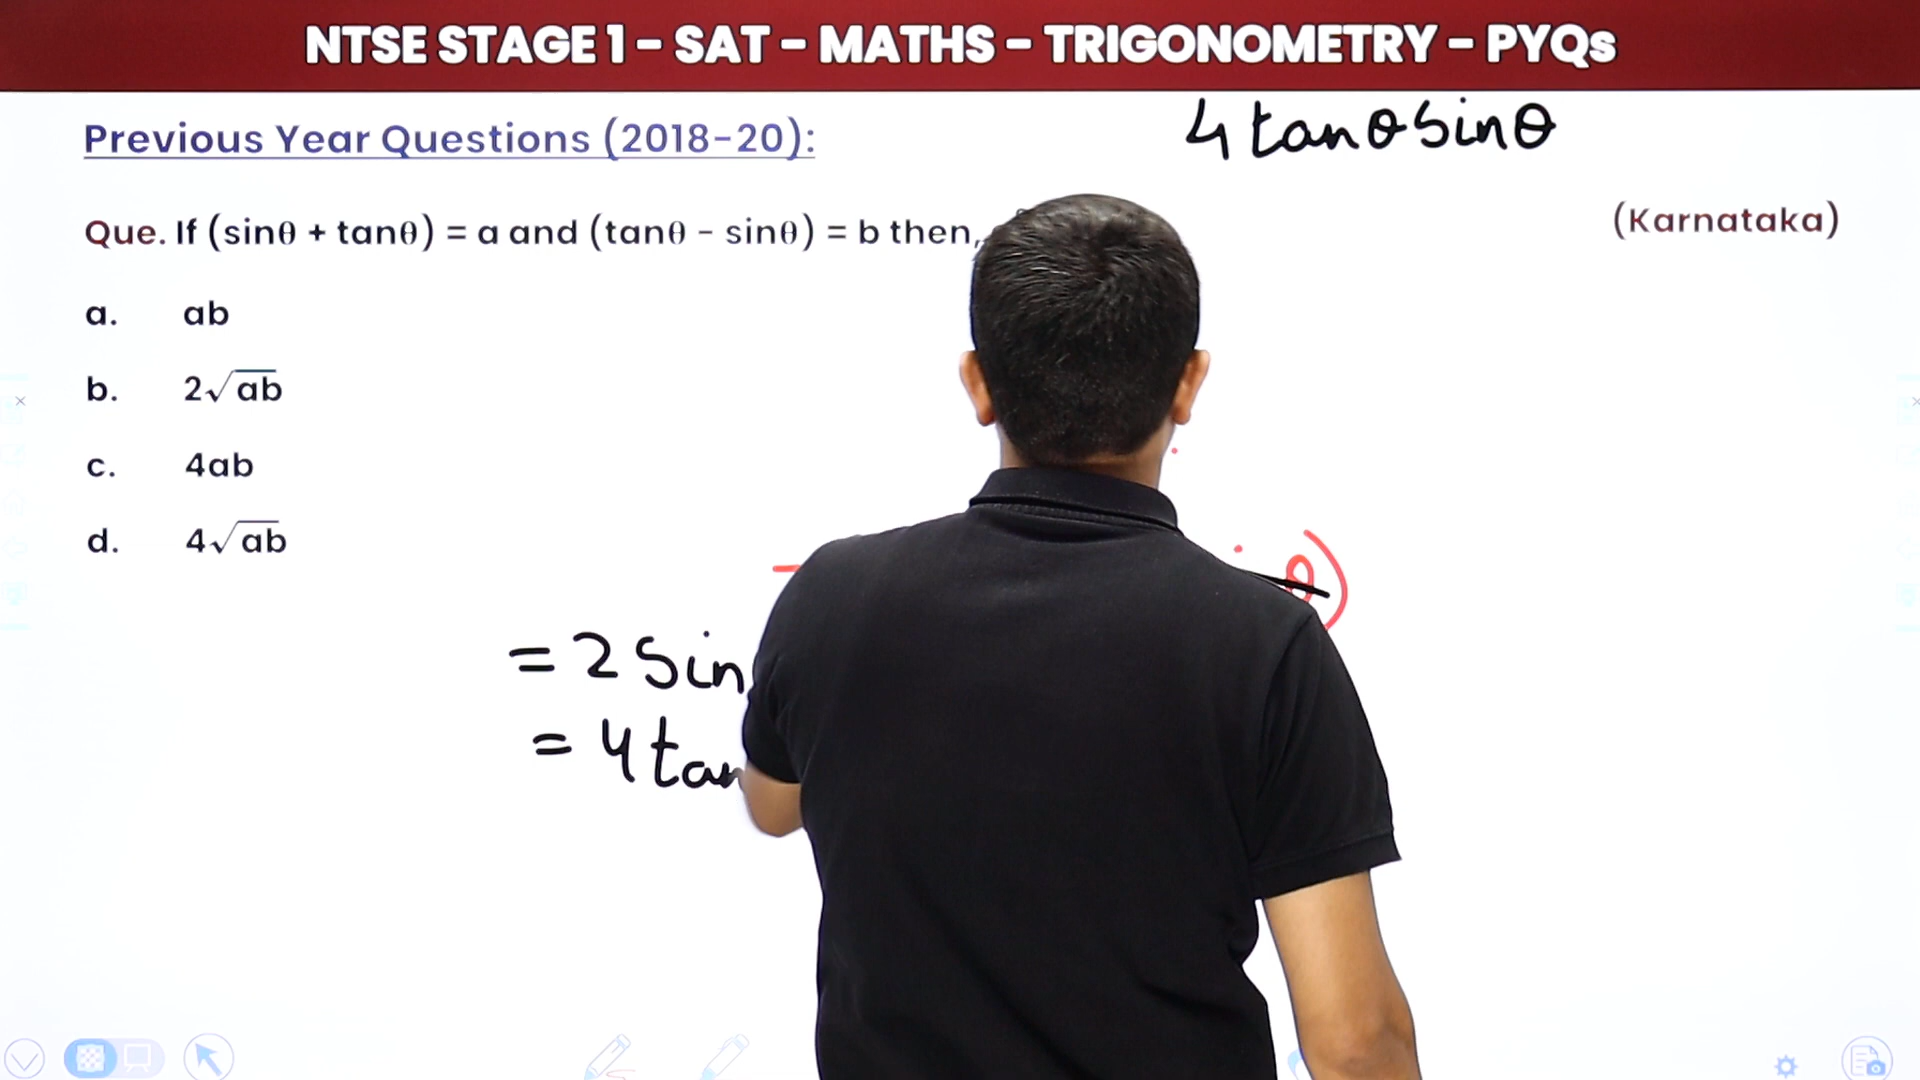 NTSE STAGE 1 – SAT – MATHS – TRIGONOMETRY – PYQs
4 tanθ Sinθ
Previous Year Questions (2018-20):
Que. If (sinθ + tanθ) = a and (tanθ - sinθ) = b then,
(Karnataka)
a. ab
b. 2√ab
c. 4ab
d. 4√ab
θ)
= 2 Sin
= 4 tan